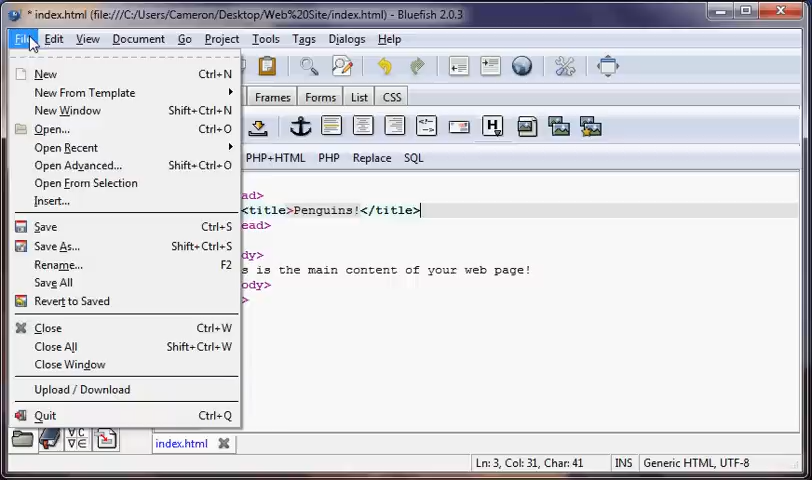 * index.html (file:///C:/Users/Cameron/Desktop/Web%20Site/index.html) - Bluefish 2.0.3
File Edit View Document Go Project Tools Tags Dialogs Help
New Ctrl+N
New From Template
New Window Shift+Ctrl+N
Open... Ctrl+O
Open Recent
Open Advanced... Shift+Ctrl+O
Open From Selection
Insert...
Save Ctrl+S
Save As... Shift+Ctrl+S
Rename... F2
Save All
Revert to Saved
Close Ctrl+W
Close All Shift+Ctrl+W
Close Window
Upload / Download
Quit Ctrl+Q
Frames Forms List CSS
H
PHP+HTML PHP Replace SQL
ad>
<title>Penguins!</title>
ead>
dy>
s is the main content of your web page!
ody>
>
index.html
Ln: 3, Col: 31, Char: 41 INS Generic HTML, UTF-8